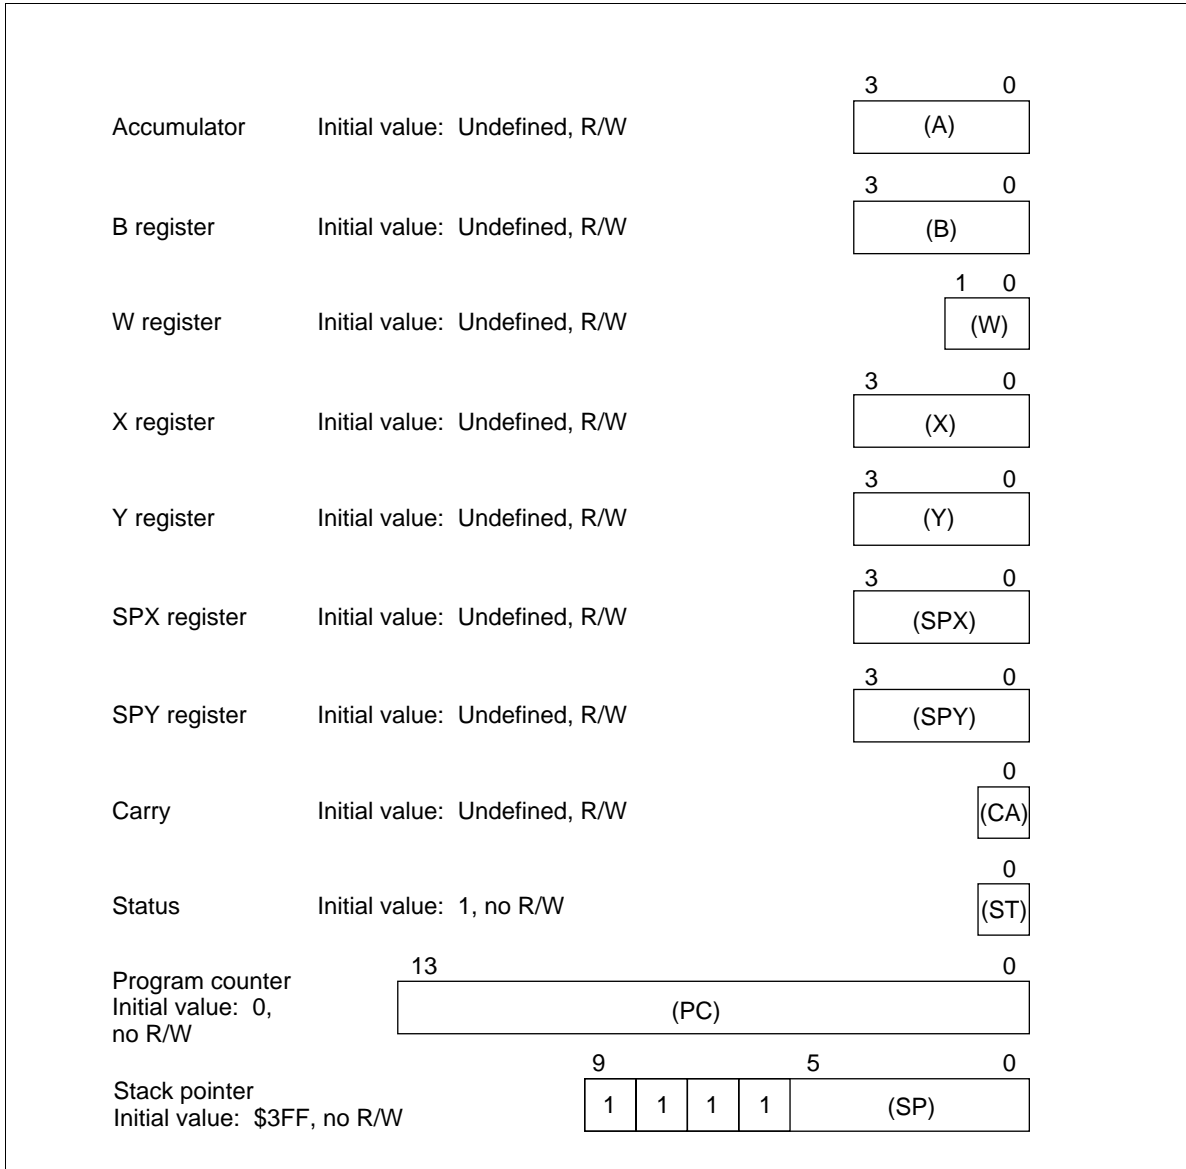 3 0
Accumulator Initial value: Undefined, R/W (A)
3 0
B register Initial value: Undefined, R/W (B)
1 0
W register Initial value: Undefined, R/W (W)
3 0
X register Initial value: Undefined, R/W (X)
3 0
Y register Initial value: Undefined, R/W (Y)
3 0
SPX register Initial value: Undefined, R/W (SPX)
3 0
SPY register Initial value: Undefined, R/W (SPY)
0
Carry Initial value: Undefined, R/W (CA)
0
Status Initial value: 1, no R/W (ST)
13 0
Program counter
Initial value: 0, (PC)
no R/W
9 5 0
Stack pointer
1 1 1 1 (SP)
Initial value: $3FF, no R/W